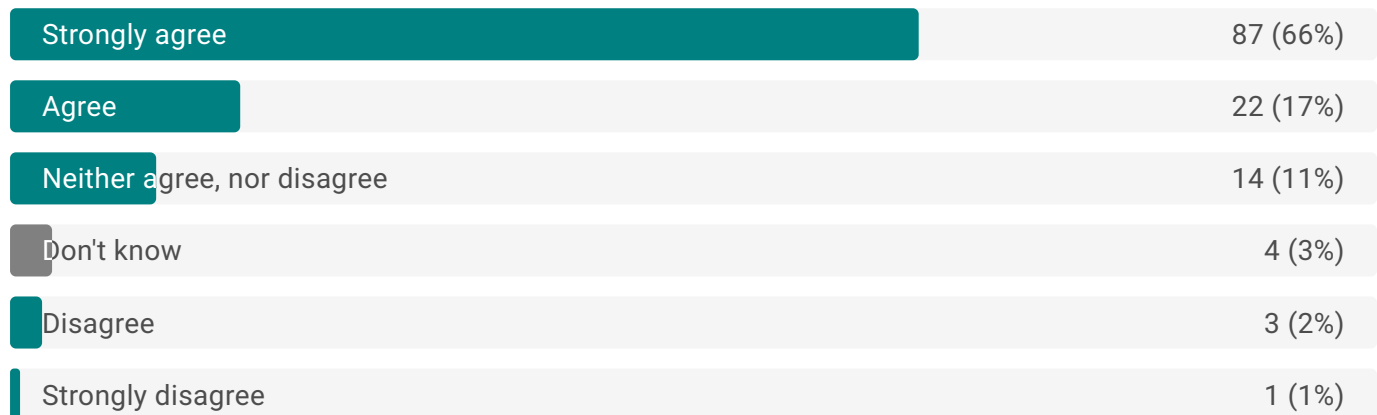 Strongly agree 87 (66%)
Agree 22 (17%)
Neither agree, nor disagree 14 (11%)
Don't know 4 (3%)
Disagree 3 (2%)
Strongly disagree 1 (1%)